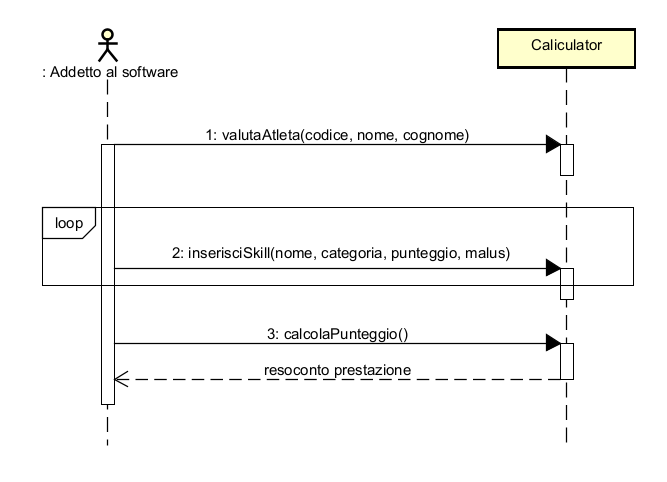 : Addetto al software
Caliculator
1: valutaAtleta(codice, nome, cognome)
loop
2: inserisciSkill(nome, categoria, punteggio, malus)
3: calcolaPunteggio()
resoconto prestazione